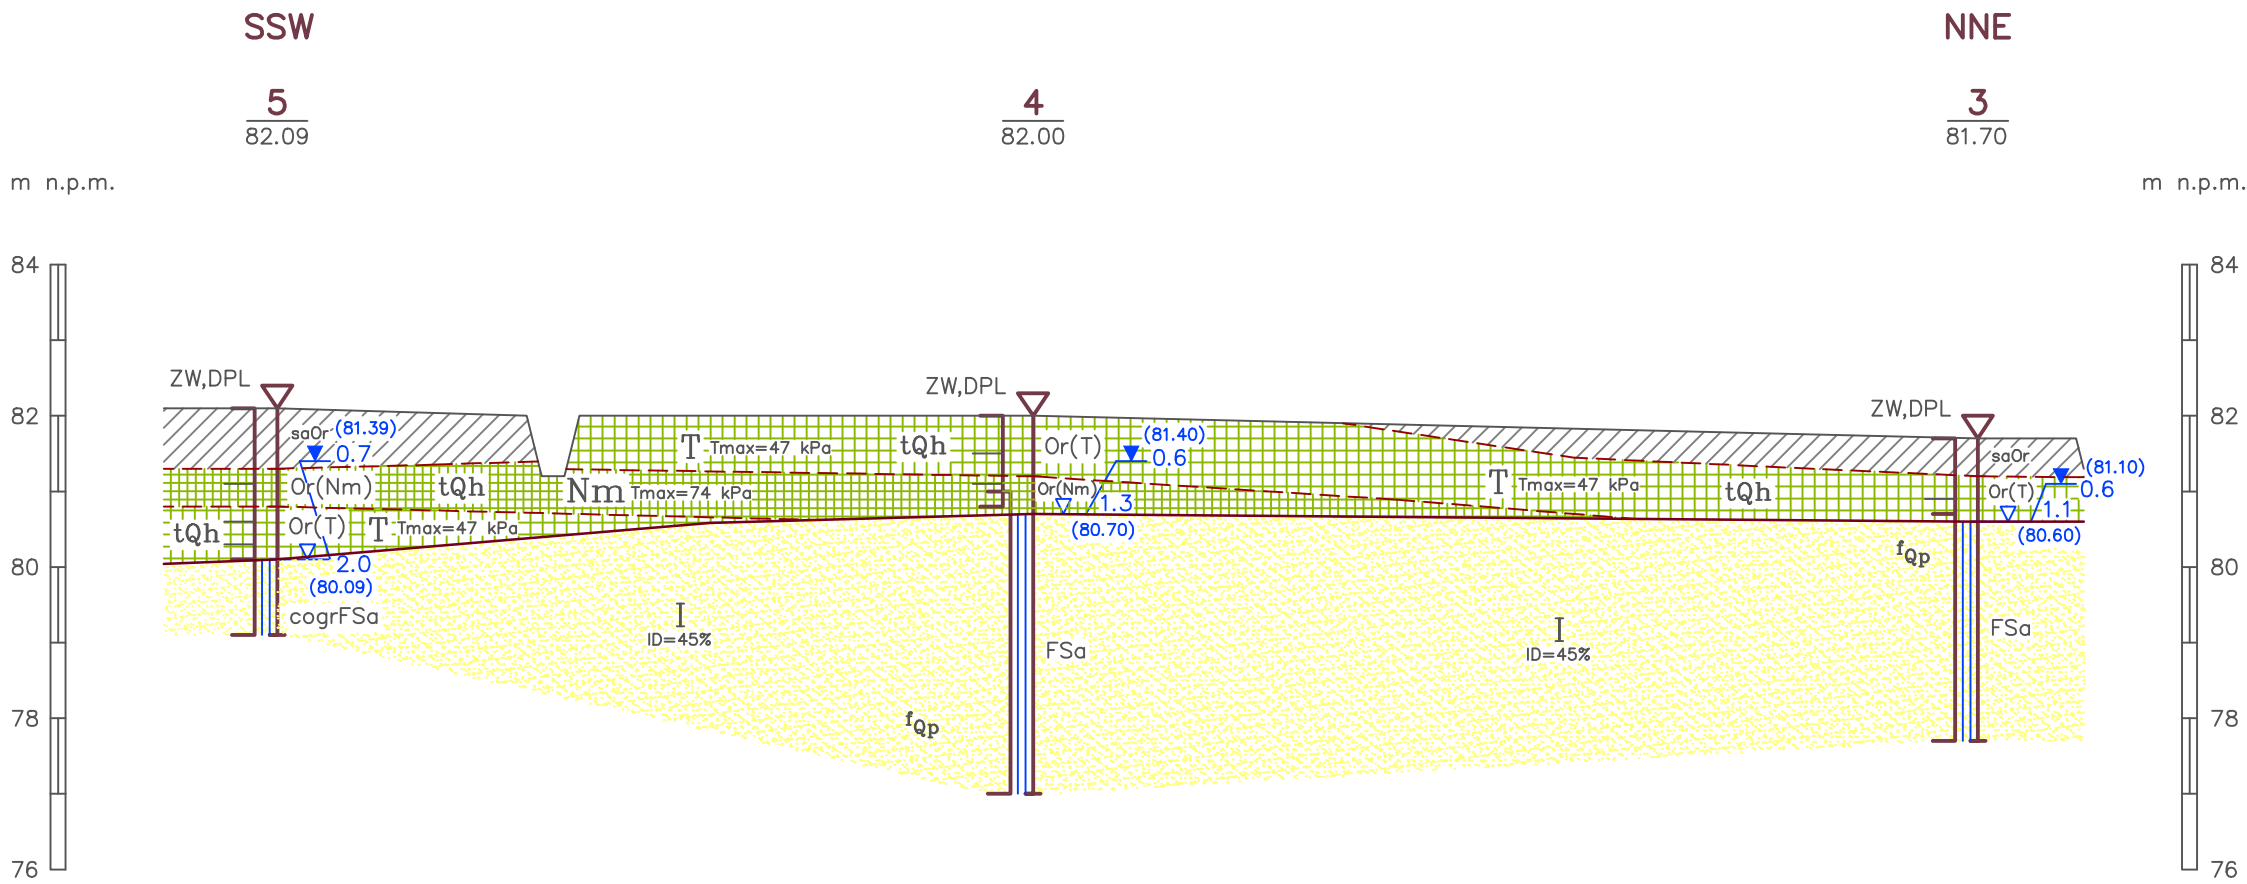 SSW NNE
5 4 3
82.09 82.00 81.70
m n.p.m. m n.p.m.
84 84
ZW,DPL ZW,DPL ZW,DPL
82 82
saOr (81.39) 0.7
T Tmax=47 kPa tQh Or(T) (81.40) 0.6
saOr (81.10) 0.6
Or(Nm) tQh Nm Tmax=74 kPa Or(Nm) 1.3 T Tmax=47 kPa tQh Or(T) 1.1
tQh Or(T) T Tmax=47 kPa (80.70) (80.60)
80 2.0 fQp 80
(80.09)
cogrFSa I FSa I FSa
ID=45% ID=45%
78 fQp 78
76 76